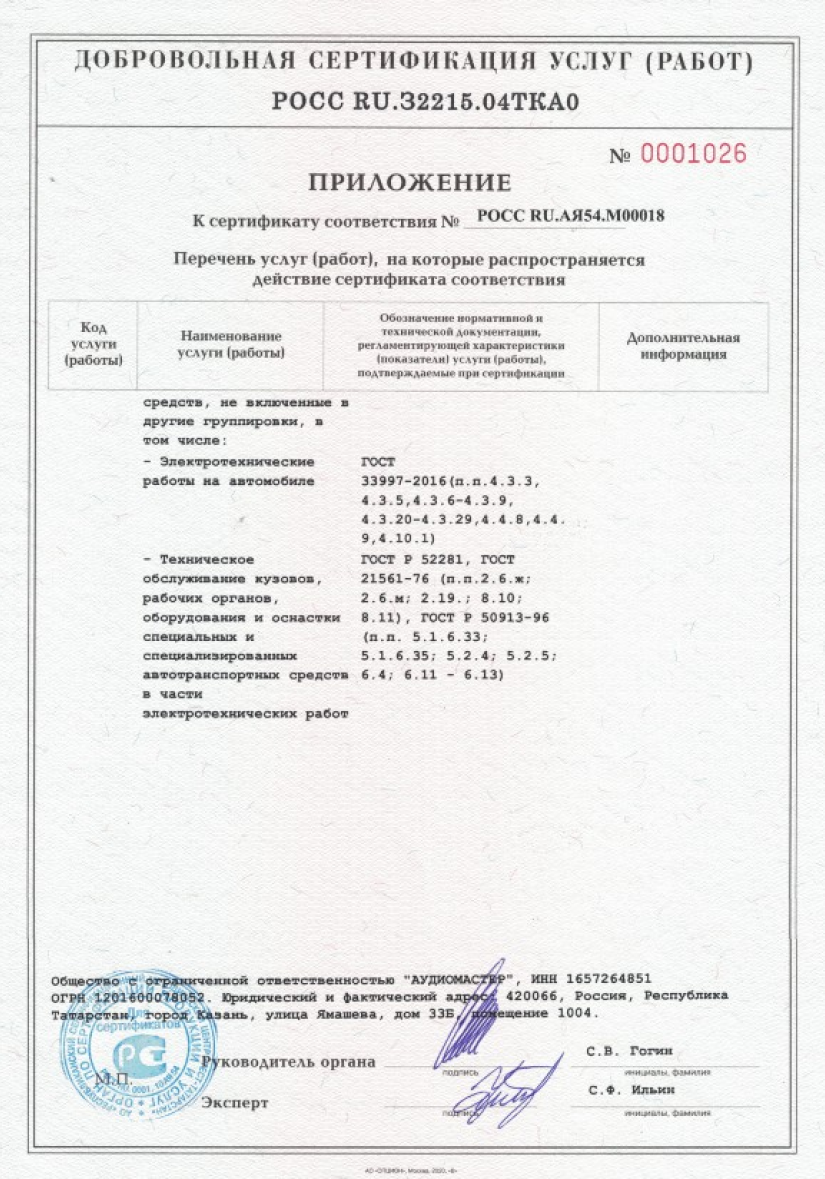 ДОБРОВОЛЬНАЯ СЕРТИФИКАЦИЯ УСЛУГ (РАБОТ)
РОСС RU.З2215.04ТКА0
№ 0001026
ПРИЛОЖЕНИЕ
К сертификату соответствия № РОСС RU.АЯ54.М00018
Перечень услуг (работ), на которые распространяется
действие сертификата соответствия
Код
услуги
(работы)
Наименование
услуги (работы)
Обозначение нормативной и
технической документации,
регламентирующей характеристики
(показатели) услуги (работы),
подтверждаемые при сертификации
Дополнительная
информация
средств, не включенные в
другие группировки, в
том числе:
- Электротехнические
работы на автомобиле
ГОСТ
33997-2016(п.п.4.3.3,
4.3.5,4.3.6-4.3.9,
4.3.20-4.3.29,4.4.8,4.4.
9,4.10.1)
- Техническое
обслуживание кузовов,
рабочих органов,
оборудования и оснастки
специальных и
специализированных
автотранспортных средств
в части
электротехнических работ
ГОСТ Р 52281, ГОСТ
21561-76 (п.п.2.6.ж;
2.6.м; 2.19.; 8.10;
8.11), ГОСТ Р 50913-96
(п.п. 5.1.6.33;
5.1.6.35; 5.2.4; 5.2.5;
6.4; 6.11 - 6.13)
Общество с ограниченной ответственностью "АУДИОМАСТЕР", ИНН 1657264851
ОГРН 1201600078052. Юридический и фактический адрес: 420066, Россия, Республика
Татарстан, город Казань, улица Ямашева, дом 33Б, помещение 1004.
Для
сертификатов
М.П.
Руководитель органа
подпись
С.В. Гогин
инициалы, фамилия
Эксперт
подпись
С.Ф. Ильин
инициалы, фамилия
АО «ОПЦИОН», Москва, 2020, «В»